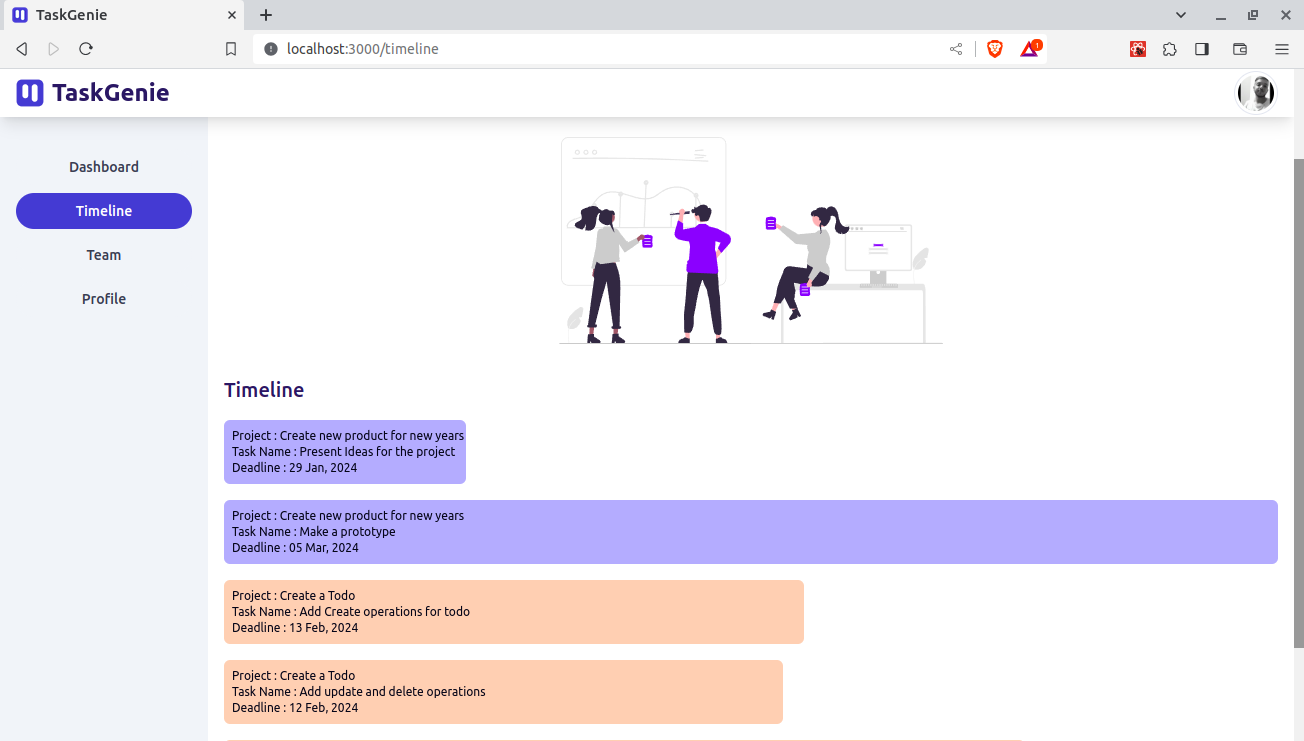 TaskGenie
localhost:3000/timeline
1
TaskGenie
Dashboard
Timeline
Team
Profile
Timeline
Project : Create new product for new years
Task Name : Present Ideas for the project
Deadline : 29 Jan, 2024
Project : Create new product for new years
Task Name : Make a prototype
Deadline : 05 Mar, 2024
Project : Create a Todo
Task Name : Add Create operations for todo
Deadline : 13 Feb, 2024
Project : Create a Todo
Task Name : Add update and delete operations
Deadline : 12 Feb, 2024